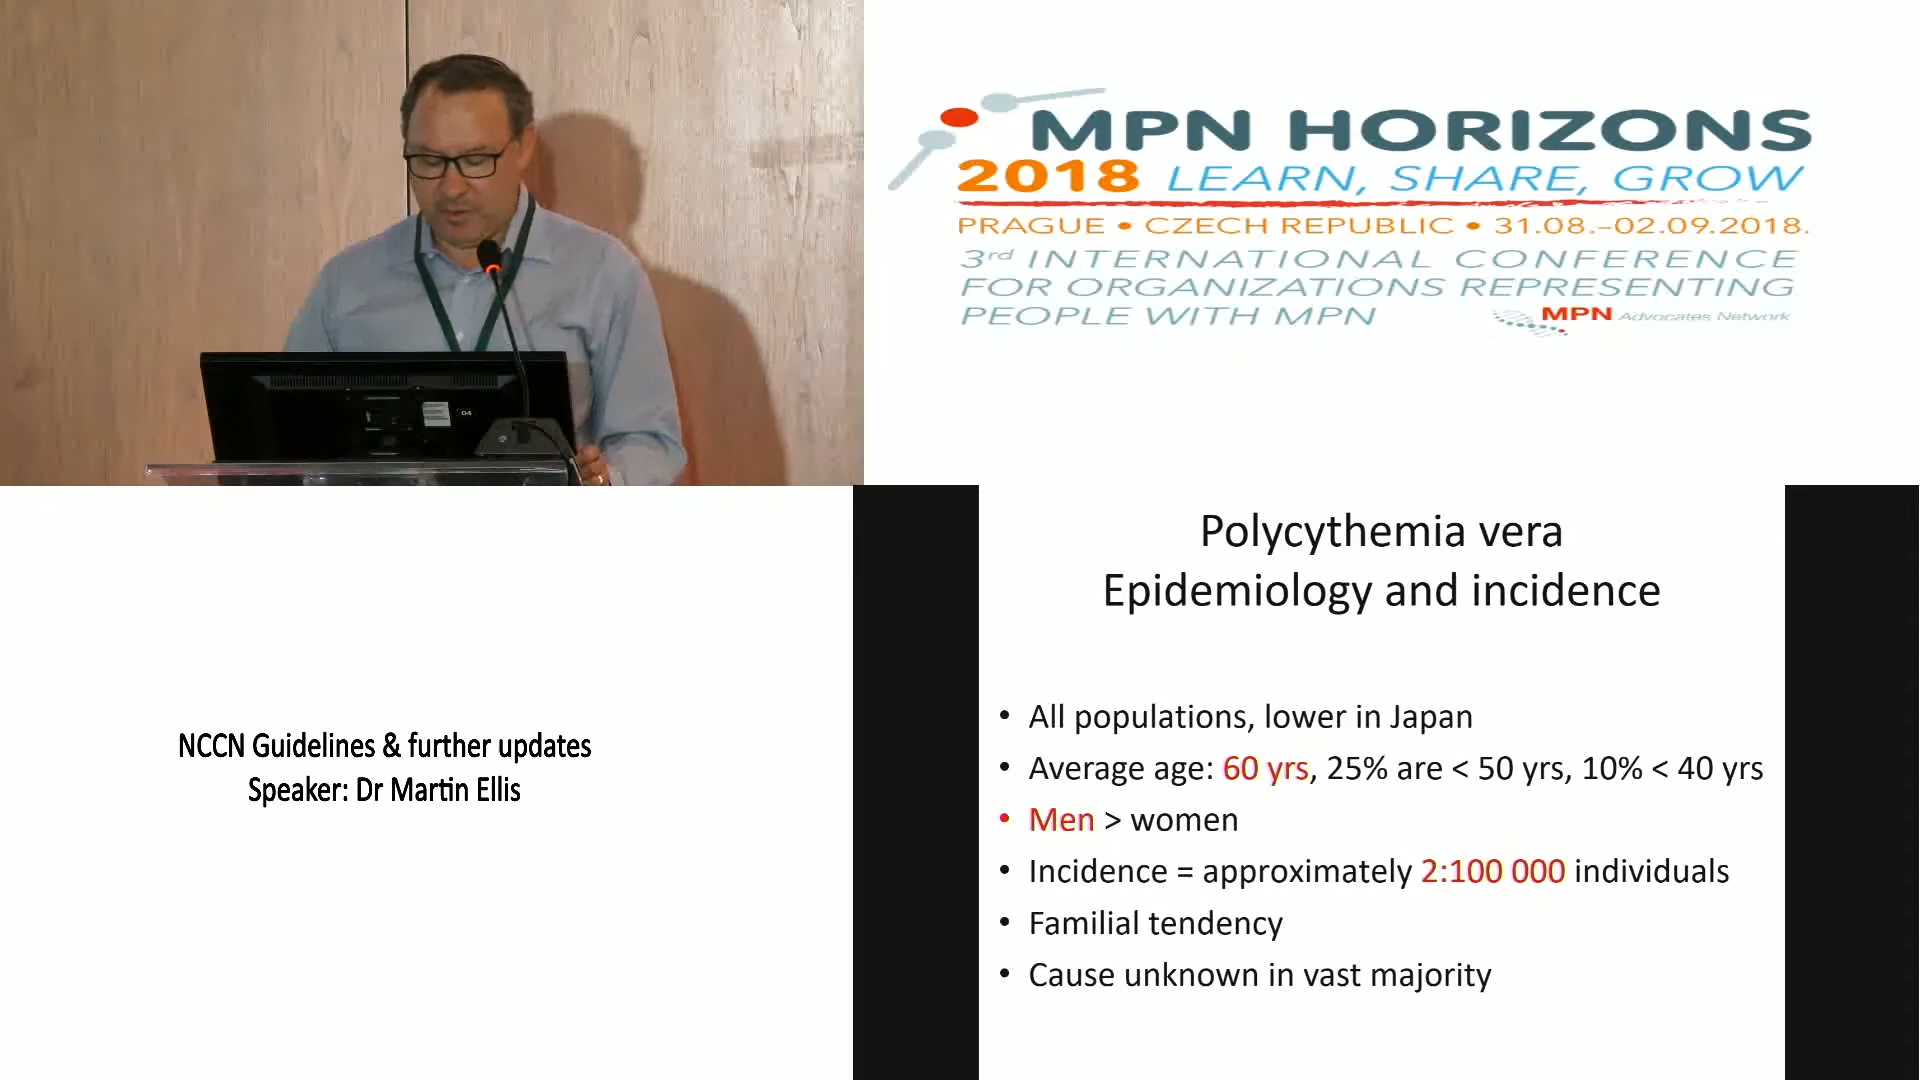 MPN HORIZONS
2018 LEARN, SHARE, GROW
PRAGUE • CZECH REPUBLIC • 31.08.-02.09.2018.
3rd INTERNATIONAL CONFERENCE
FOR ORGANIZATIONS REPRESENTING
PEOPLE WITH MPN
MPN Advocates Network
04
NCCN Guidelines & further updates
Speaker: Dr Martin Ellis
Polycythemia vera
Epidemiology and incidence
• All populations, lower in Japan
• Average age: 60 yrs, 25% are < 50 yrs, 10% < 40 yrs
• Men > women
• Incidence = approximately 2:100 000 individuals
• Familial tendency
• Cause unknown in vast majority